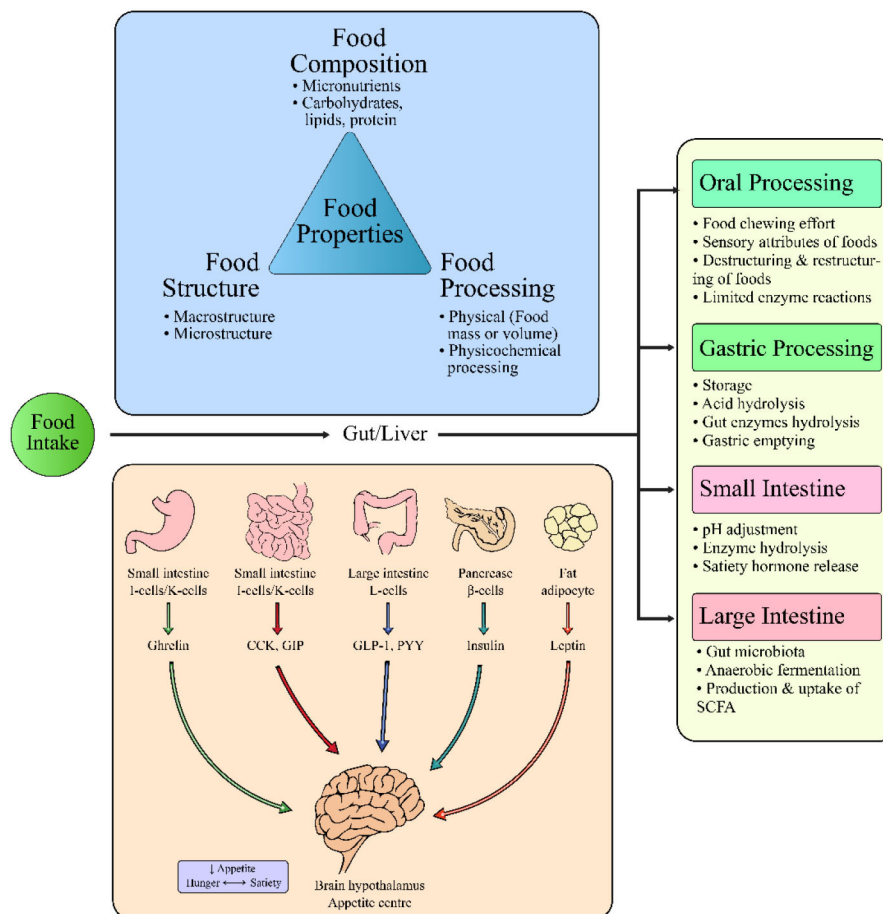 Food
Composition
• Micronutrients
• Carbohydrates,
lipids, protein
Food
Properties
Food
Structure
• Macrostructure
• Microstructure
Food
Processing
• Physical (Food
mass or volume)
• Physicochemical
processing
Food
Intake
Gut/Liver
Oral Processing
• Food chewing effort
• Sensory attributes of foods
• Destructuring & restructur-
ing of foods
• Limited enzyme reactions
Gastric Processing
• Storage
• Acid hydrolysis
• Gut enzymes hydrolysis
• Gastric emptying
Small Intestine
• pH adjustment
• Enzyme hydrolysis
• Satiety hormone release
Large Intestine
• Gut microbiota
• Anaerobic fermentation
• Production & uptake of
SCFA
Small intestine
I-cells/K-cells
Ghrelin
Small intestine
I-cells/K-cells
CCK, GIP
Large intestine
L-cells
GLP-1, PYY
Pancrease
β-cells
Insulin
Fat
adipocyte
Leptin
↓ Appetite
Hunger ⟷ Satiety
Brain hypothalamus
Appetite centre